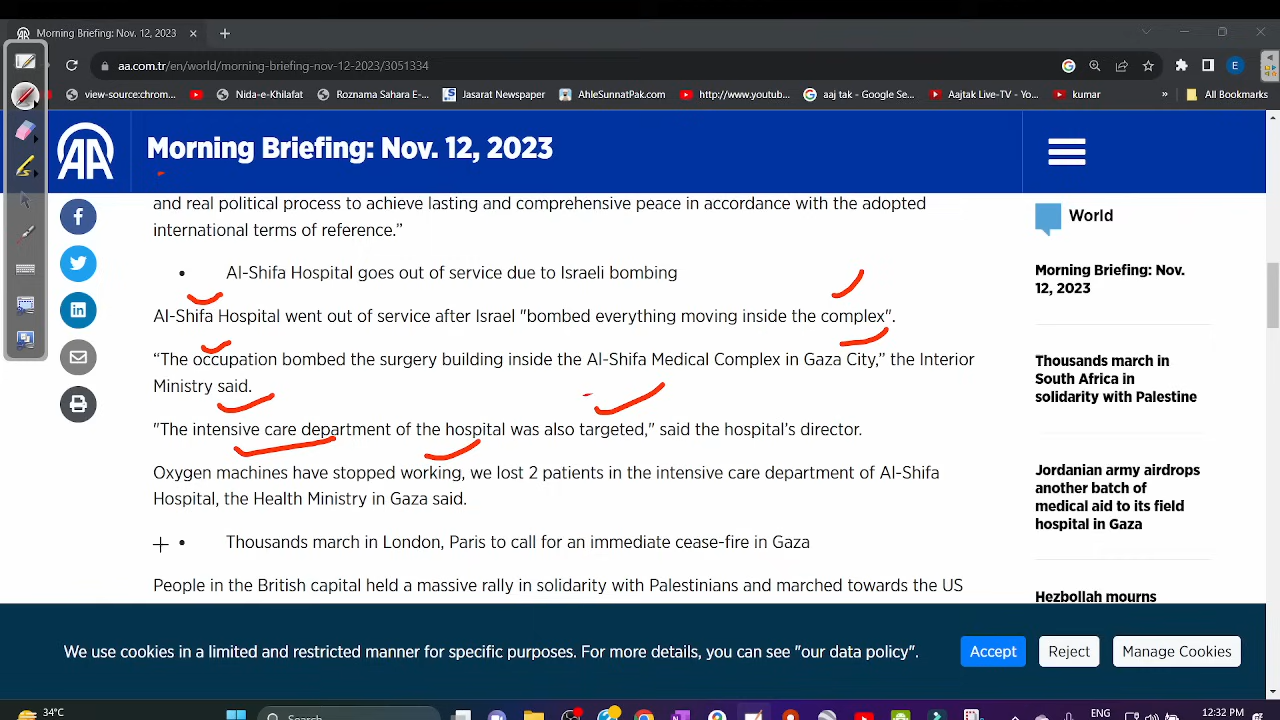 Morning Briefing: Nov. 12, 2023
aa.com.tr/en/world/morning-briefing-nov-12-2023/3051334
E
view-source:chrom...
Nida-e-Khilafat
Roznama Sahara E-...
Jasarat Newspaper
AhleSunnatPak.com
http://www.youtub...
aaj tak - Google Se...
Aajtak Live-TV - Yo...
kumar
»
All Bookmarks
AA
Morning Briefing: Nov. 12, 2023
and real political process to achieve lasting and comprehensive peace in accordance with the adopted
international terms of reference.”
• Al-Shifa Hospital goes out of service due to Israeli bombing
Al-Shifa Hospital went out of service after Israel "bombed everything moving inside the complex".
“The occupation bombed the surgery building inside the Al-Shifa Medical Complex in Gaza City,” the Interior
Ministry said.
"The intensive care department of the hospital was also targeted," said the hospital’s director.
Oxygen machines have stopped working, we lost 2 patients in the intensive care department of Al-Shifa
Hospital, the Health Ministry in Gaza said.
• Thousands march in London, Paris to call for an immediate cease-fire in Gaza
People in the British capital held a massive rally in solidarity with Palestinians and marched towards the US
World
Morning Briefing: Nov.
12, 2023
Thousands march in
South Africa in
solidarity with Palestine
Jordanian army airdrops
another batch of
medical aid to its field
hospital in Gaza
Hezbollah mourns
We use cookies in a limited and restricted manner for specific purposes. For more details, you can see "our data policy".
Accept
Reject
Manage Cookies
34°C
Search
ENG
12:32 PM